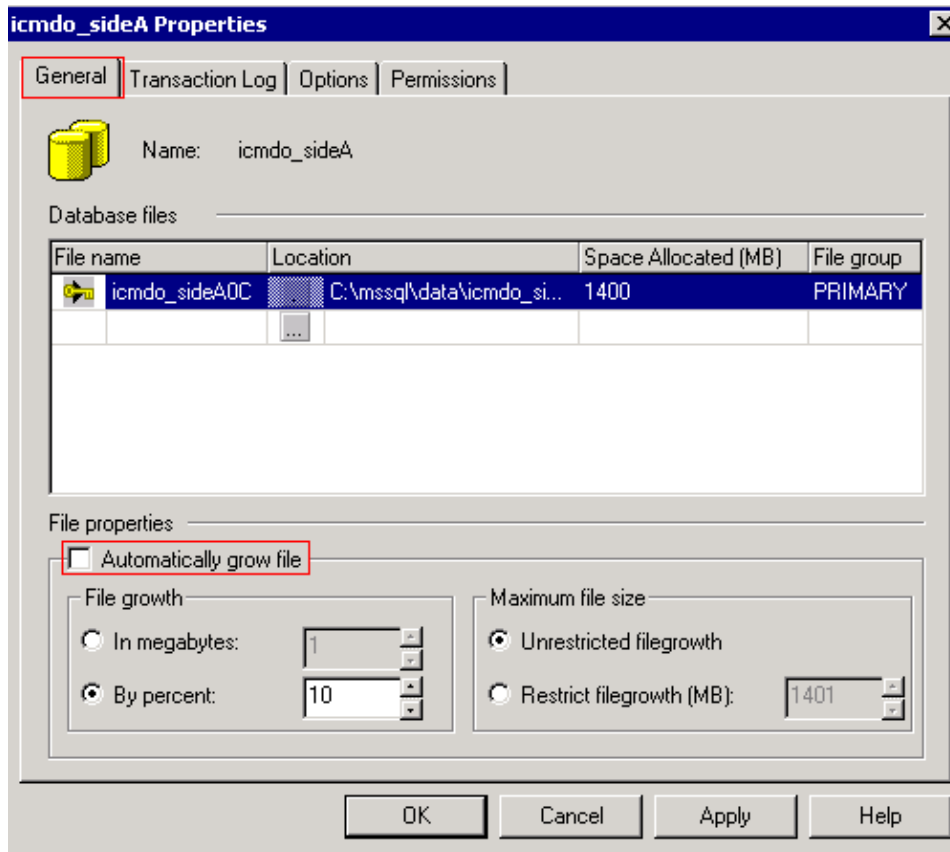 icmdo_sideA Properties
General Transaction Log Options Permissions
Name: icmdo_sideA
Database files
File name Location Space Allocated (MB) File group
icmdo_sideA0C . C:\mssql\data\icmdo_si... 1400 PRIMARY
...
File properties
Automatically grow file
File growth Maximum file size
In megabytes: 1 Unrestricted filegrowth
By percent: 10 Restrict filegrowth (MB): 1401
OK Cancel Apply Help